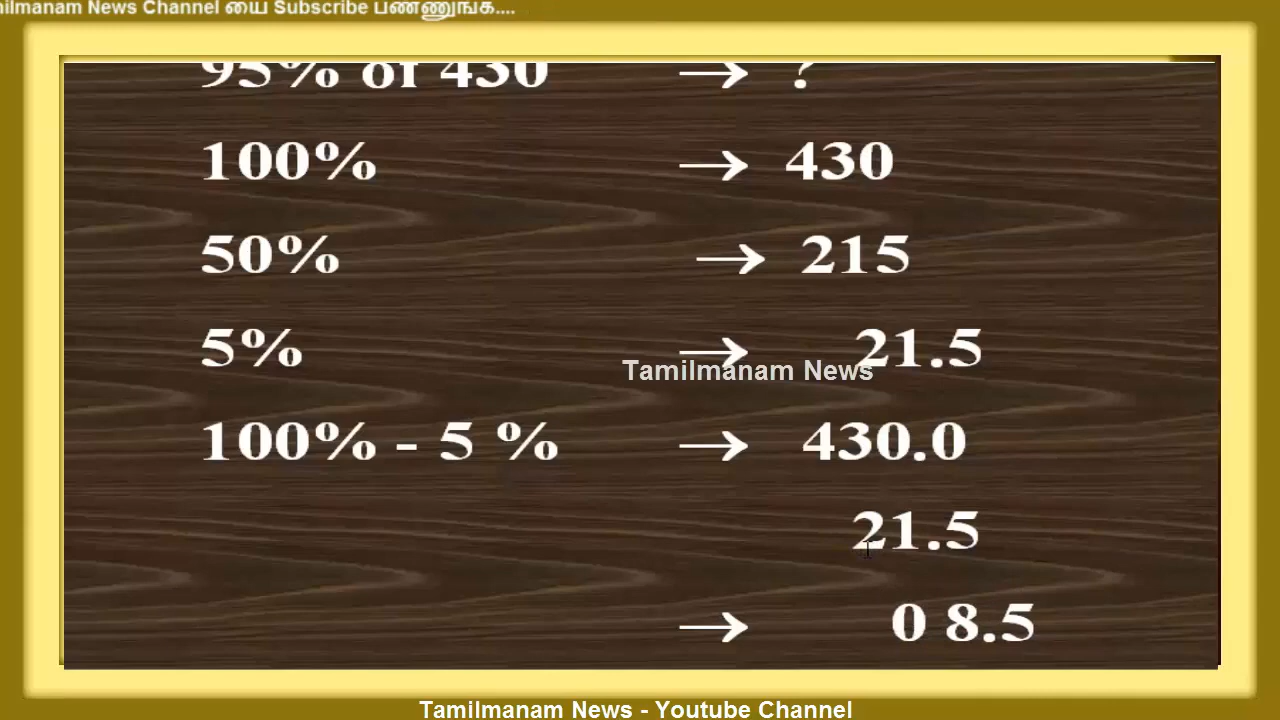 milmanam News Channel யை Subscribe பண்ணுங்க....
95% of 430 → ?
100% → 430
50% → 215
5% → 21.5
Tamilmanam News
100% - 5 % → 430.0
21.5
→ 0 8.5
Tamilmanam News - Youtube Channel